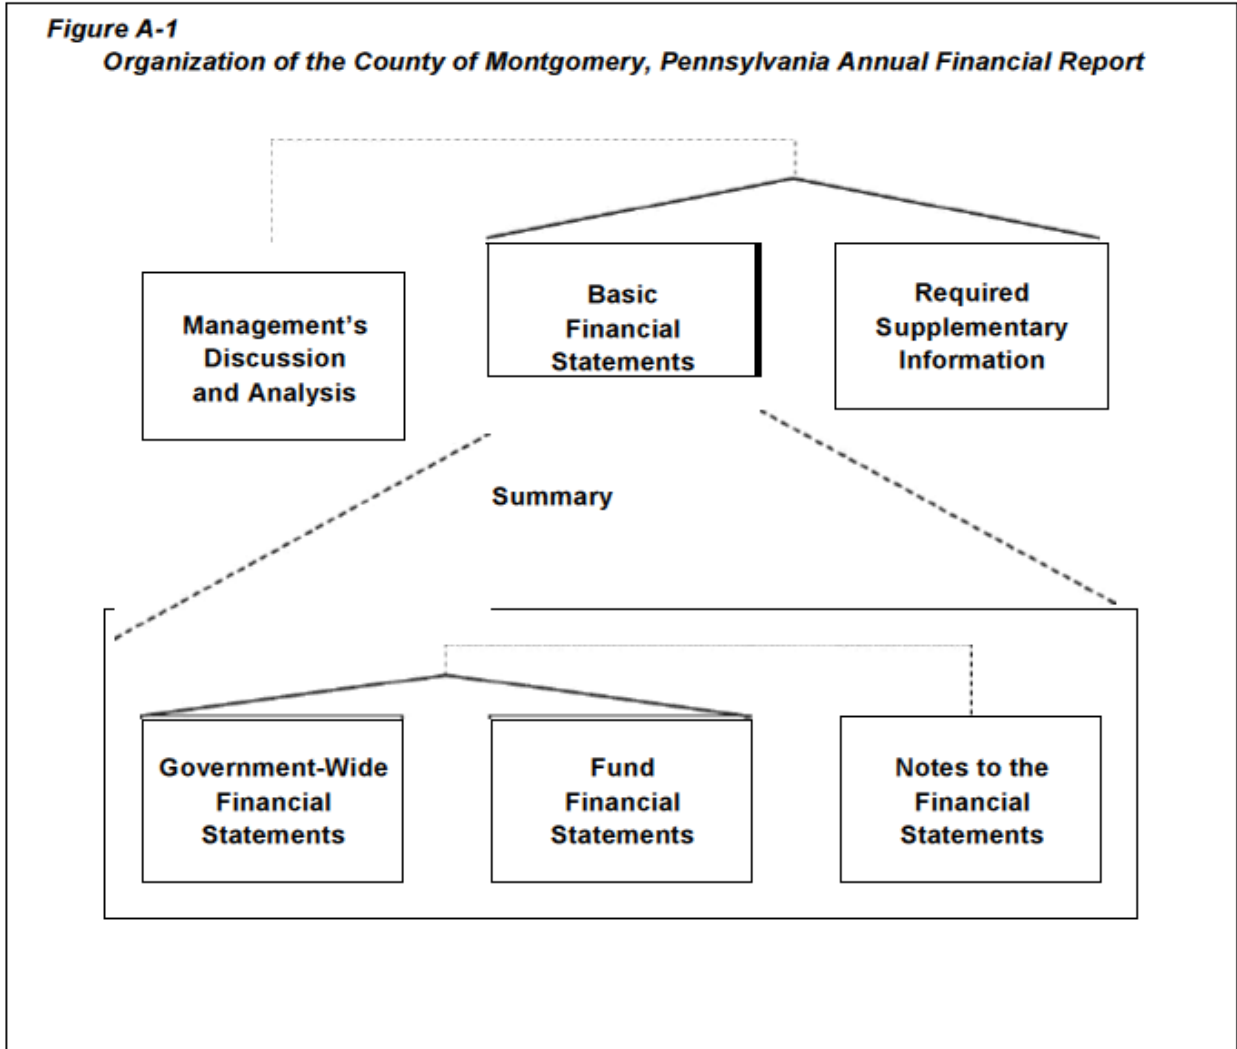 Figure A-1
Organization of the County of Montgomery, Pennsylvania Annual Financial Report
Management’s
Discussion
and Analysis
Basic
Financial
Statements
Required
Supplementary
Information
Summary
Government-Wide
Financial
Statements
Fund
Financial
Statements
Notes to the
Financial
Statements